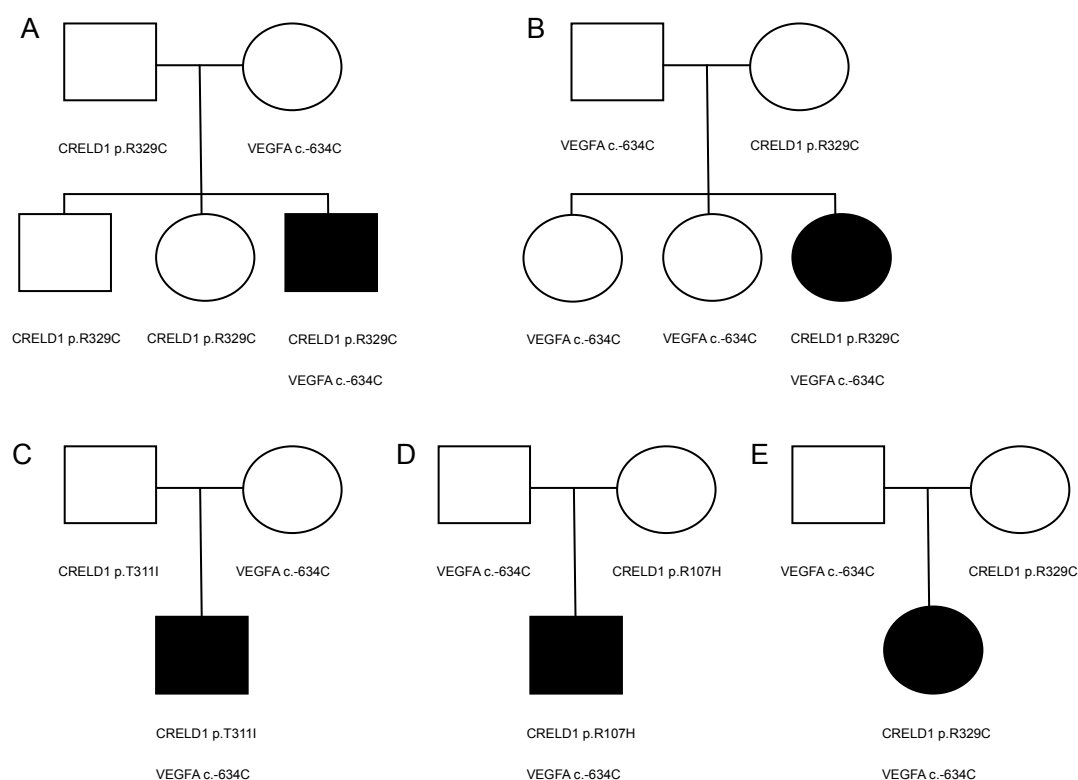 A B
CRELD1 p.R329C VEGFA c.-634C VEGFA c.-634C CRELD1 p.R329C
CRELD1 p.R329C CRELD1 p.R329C CRELD1 p.R329C VEGFA c.-634C VEGFA c.-634C CRELD1 p.R329C
VEGFA c.-634C VEGFA c.-634C
C D E
CRELD1 p.T311I VEGFA c.-634C VEGFA c.-634C CRELD1 p.R107H VEGFA c.-634C CRELD1 p.R329C
CRELD1 p.T311I CRELD1 p.R107H CRELD1 p.R329C
VEGFA c.-634C VEGFA c.-634C VEGFA c.-634C